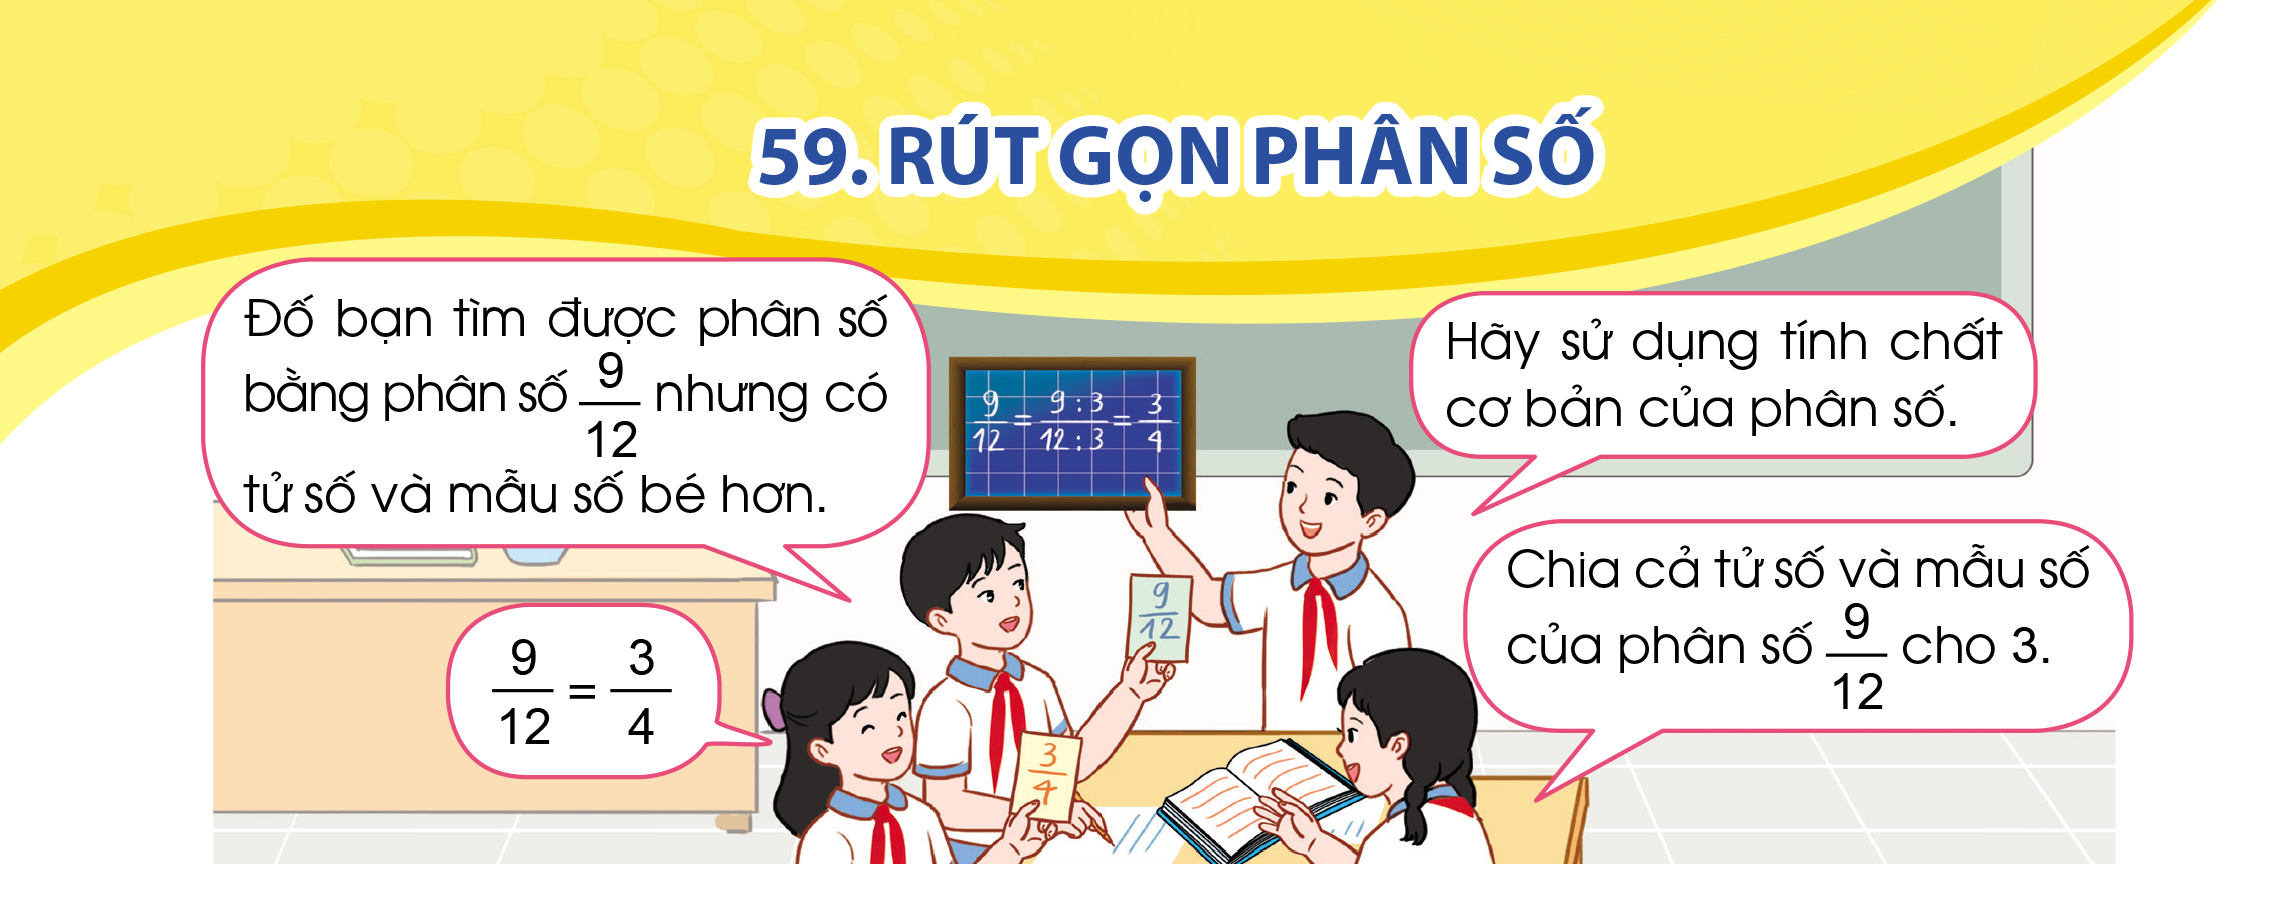 59. RÚT GỌN PHÂN SỐ
Đố bạn tìm được phân số
bằng phân số 9/12 nhưng có
tử số và mẫu số bé hơn.
9/12 = 9 : 3/12 : 3 = 3/4
Hãy sử dụng tính chất
cơ bản của phân số.
Chia cả tử số và mẫu số
của phân số 9/12 cho 3.
9/12 = 3/4
9/12
3/4